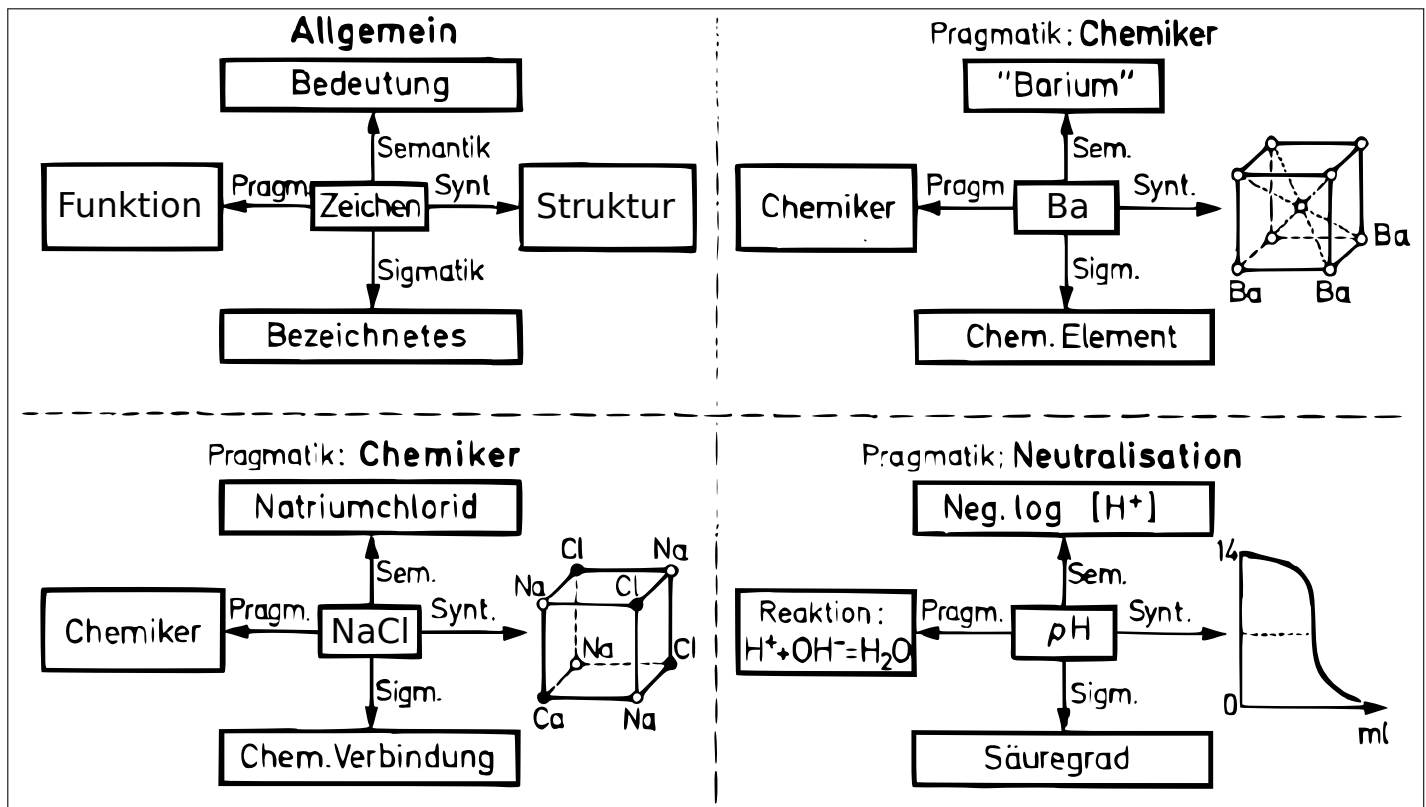 Allgemein
Bedeutung
Semantik
Funktion
Pragm.
Zeichen
Synt.
Struktur
Sigmatik
Bezeichnetes
Pragmatik: Chemiker
"Barium"
Sem.
Chemiker
Pragm
Ba
Synt.
Sigm.
Chem. Element
Ba
Ba
Ba
Pragmatik: Chemiker
Natriumchlorid
Sem.
Chemiker
Pragm.
NaCl
Synt.
Sigm.
Chem. Verbindung
Cl
Na
Na
Cl
Na
Cl
Ca
Na
Pragmatik; Neutralisation
Neg. log [H⁺]
Sem.
Reaktion:
H⁺+OH⁻=H₂O
Pragm.
pH
Synt.
Sigm.
Säuregrad
14
0
ml